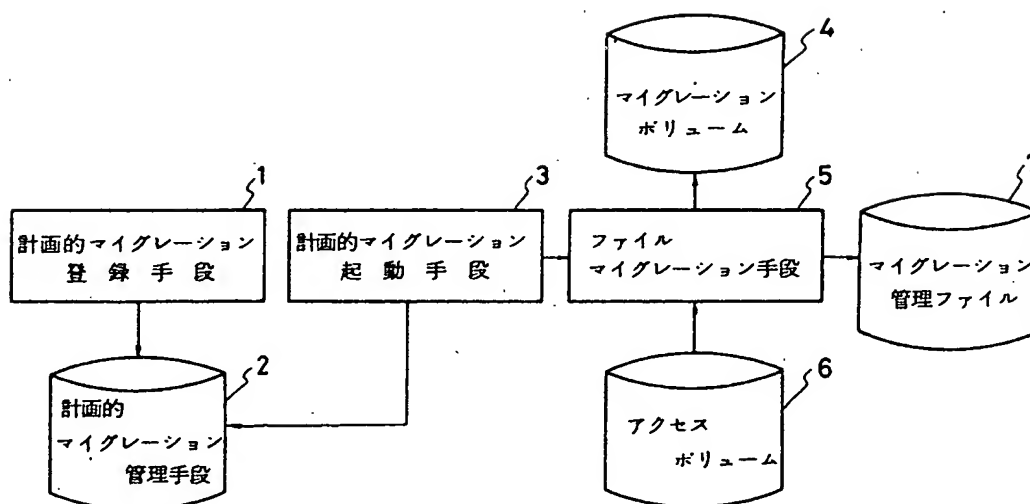 4
マイグレーション
ボリューム
1
計画的マイグレーション
登録手段
3
計画的マイグレーション
起動手段
5
ファイル
マイグレーション手段
マイグレーション
管理ファイル
2
計画的
マイグレーション
管理手段
6
アクセス
ボリューム